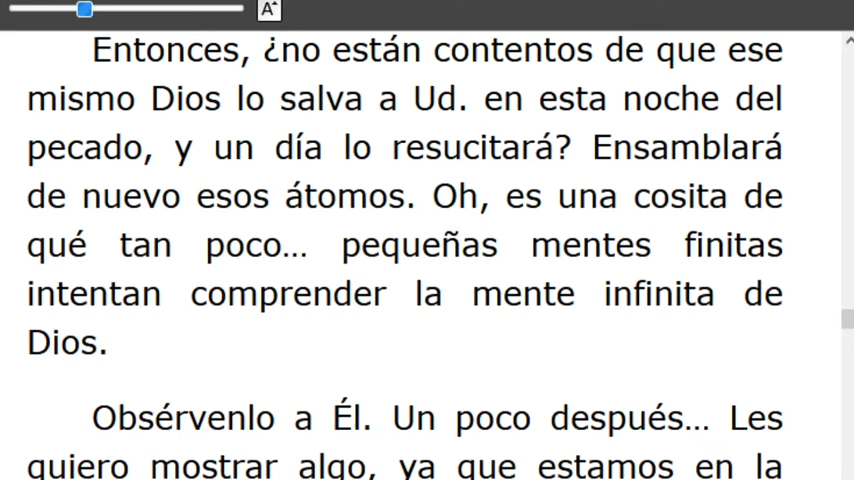 A
Entonces, ¿no están contentos de que ese
mismo Dios lo salva a Ud. en esta noche del
pecado, y un día lo resucitará? Ensamblará
de nuevo esos átomos. Oh, es una cosita de
qué tan poco… pequeñas mentes finitas
intentan comprender la mente infinita de
Dios.
Obsérvenlo a Él. Un poco después… Les
quiero mostrar algo, ya que estamos en la